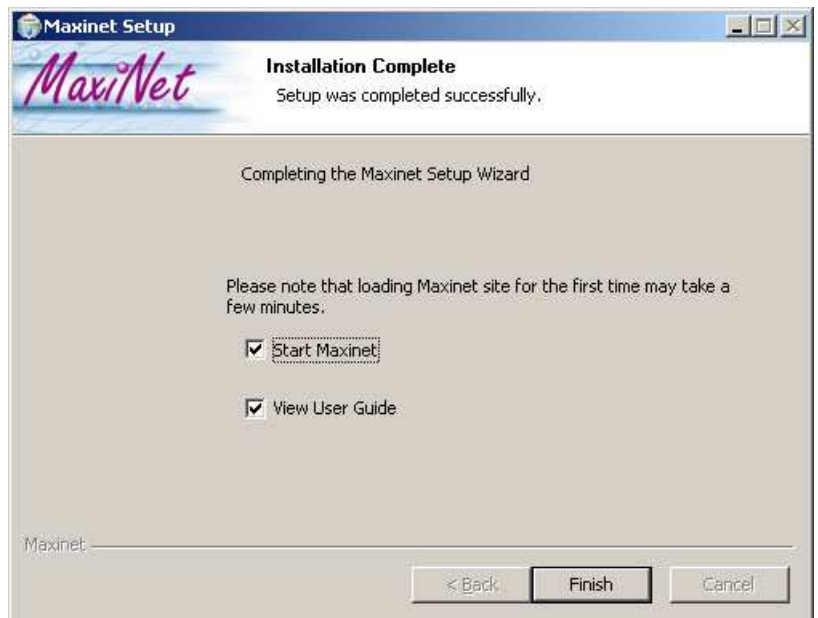 Maxinet Setup
MaxiNet
Installation Complete
Setup was completed successfully.
Completing the Maxinet Setup Wizard
Please note that loading Maxinet site for the first time may take a
few minutes.
Start Maxinet
View User Guide
Maxinet
< Back
Finish
Cancel